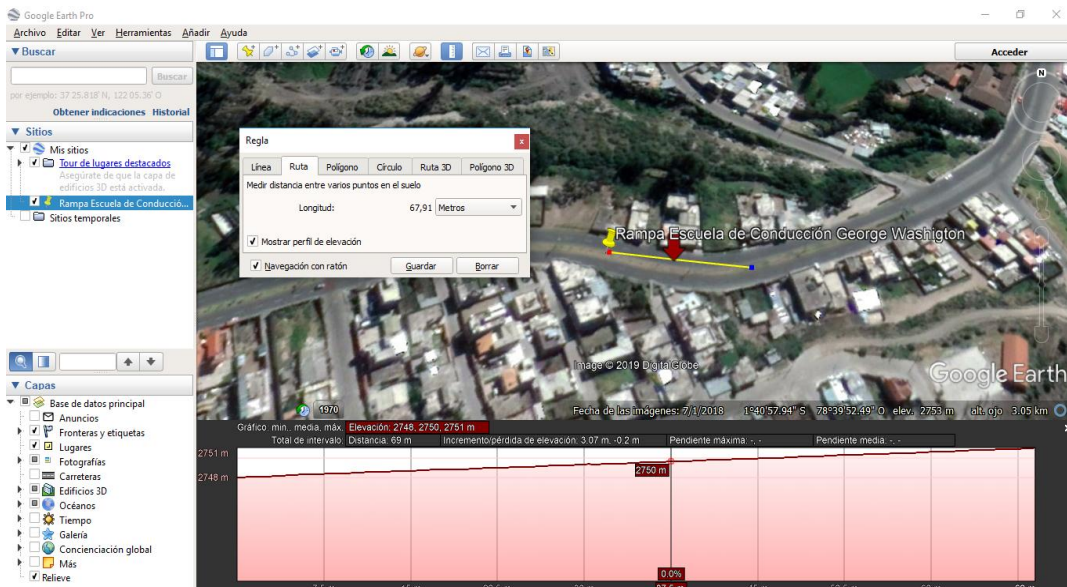 Google Earth Pro
Archivo Editar Ver Herramientas Añadir Ayuda
▼ Buscar
Buscar
por ejemplo: 37 25.818' N, 122 05.36' O
Obtener indicaciones Historial
▼ Sitios
Mis sitios
Tour de lugares destacados
Asegúrate de que la capa de
edificios 3D está activada.
Rampa Escuela de Conducció...
Sitios temporales
▼ Capas
Base de datos principal
Anuncios
Fronteras y etiquetas
Lugares
Fotografías
Carreteras
Edificios 3D
Océanos
Tiempo
Galería
Concienciación global
Más
Relieve
Acceder
N
Regla
x
Línea Ruta Polígono Círculo Ruta 3D Polígono 3D
Medir distancia entre varios puntos en el suelo
Longitud: 67,91 Metros
Mostrar perfil de elevación
Navegación con ratón Guardar Borrar
Rampa Escuela de Conducción George Washigton
Image © 2019 DigitalGlobe
Google Earth
1970
Fecha de las imágenes: 7/1/2018 1°40'57.94" S 78°39'52.49" O elev. 2753 m alt. ojo 3.05 km
Gráfico: mín., media, máx. Elevación: 2748, 2750, 2751 m
Total de intervalo: Distancia: 69 m Incremento/pérdida de elevación: 3.07 m, -0.2 m Pendiente máxima: -, - Pendiente media: -, -
2751 m
2748 m
2750 m
0.0%